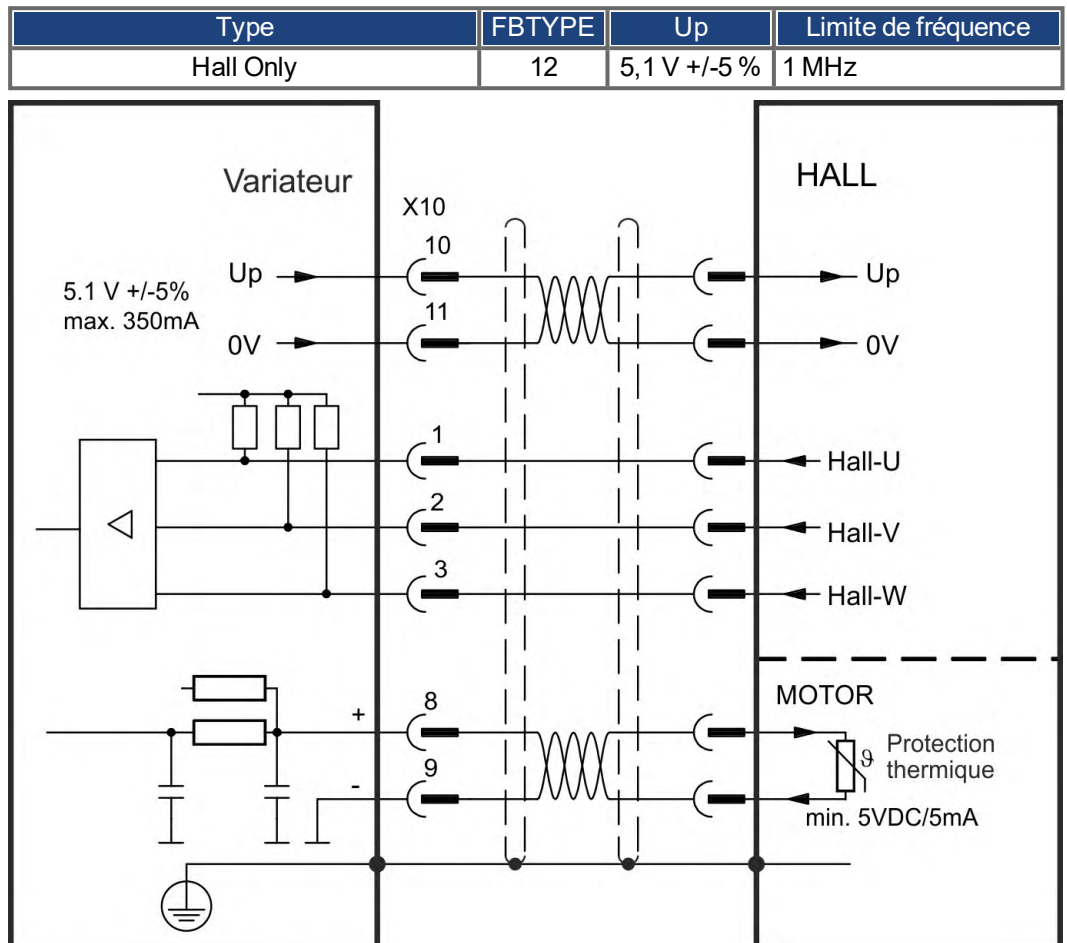 Type FBTYPE Up Limite de fréquence
Hall Only 12 5,1 V +/-5 % 1 MHz
Variateur
HALL
X10
10
Up
Up
5.1 V +/-5%
max. 350mA
11
0V
0V
1
Hall-U
2
Hall-V
3
Hall-W
MOTOR
8
+
Protection
thermique
ϑ
9
-
min. 5VDC/5mA